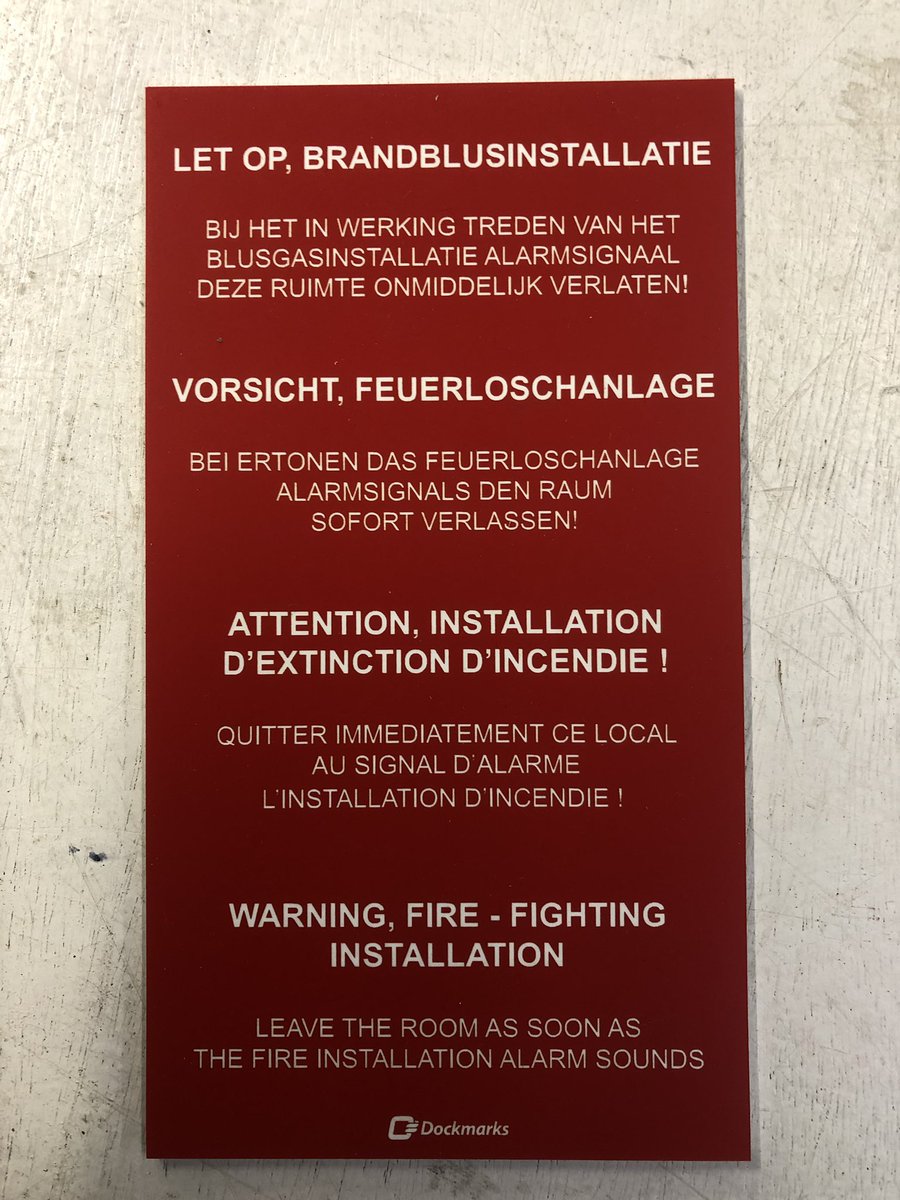 LET OP, BRANDBLUSINSTALLATIE
BIJ HET IN WERKING TREDEN VAN HET
BLUSGASINSTALLATIE ALARMSIGNAAL
DEZE RUIMTE ONMIDDELIJK VERLATEN!
VORSICHT, FEUERLOSCHANLAGE
BEI ERTONEN DAS FEUERLOSCHANLAGE
ALARMSIGNALS DEN RAUM
SOFORT VERLASSEN!
ATTENTION, INSTALLATION
D'EXTINCTION D'INCENDIE !
QUITTER IMMEDIATEMENT CE LOCAL
AU SIGNAL D'ALARME
L'INSTALLATION D'INCENDIE !
WARNING, FIRE - FIGHTING
INSTALLATION
LEAVE THE ROOM AS SOON AS
THE FIRE INSTALLATION ALARM SOUNDS
Dockmarks